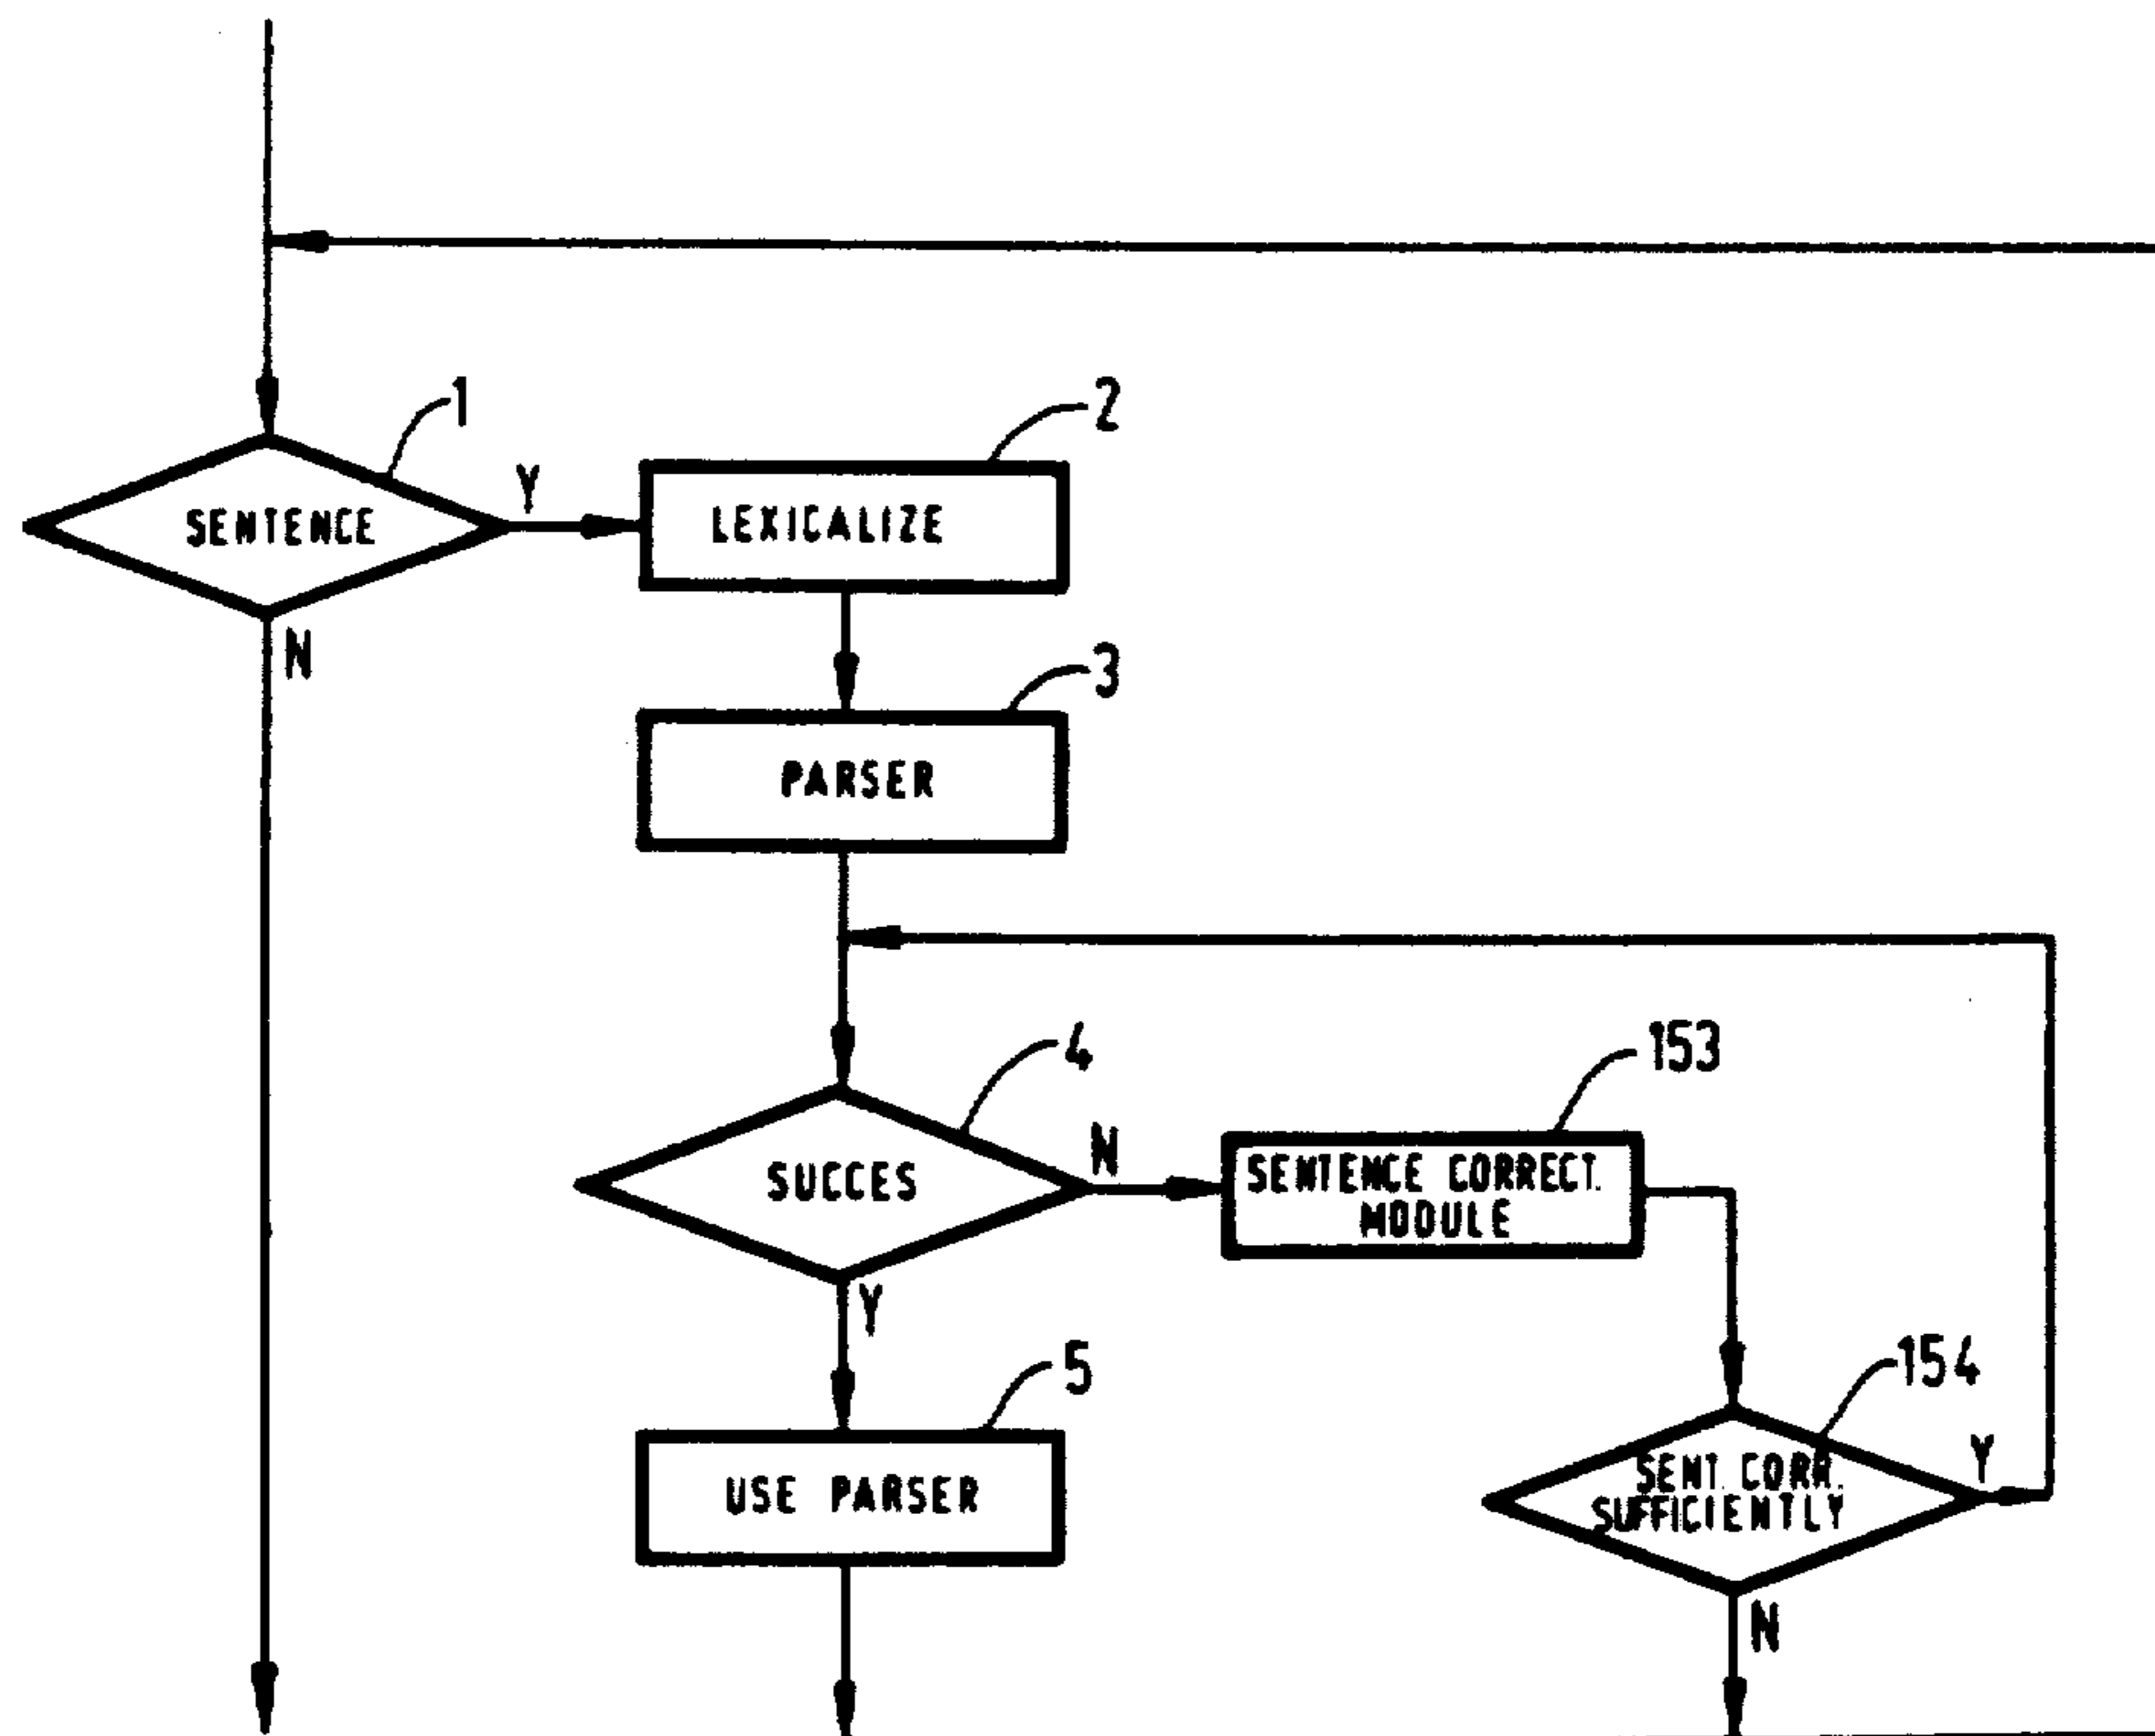 1
2
Y
SENTENCE
LEXICALIZE
N
3
PARSER
4
153
N
SUCCES
SENTENCE CORRECT.
MODULE
Y
5
154
Y
USE PARSER
SENT. CORR.
SUFFICIENTLY
N